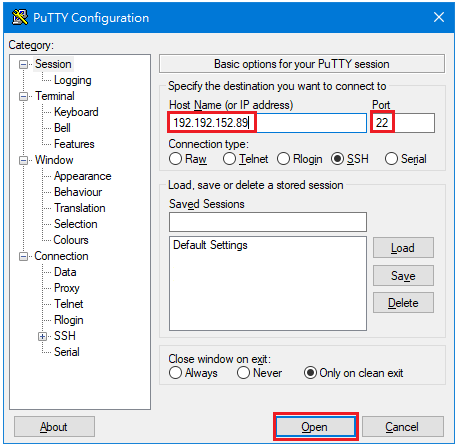 PuTTY Configuration
Category:
Session
Logging
Terminal
Keyboard
Bell
Features
Window
Appearance
Behaviour
Translation
Selection
Colours
Connection
Data
Proxy
Telnet
Rlogin
SSH
Serial
Basic options for your PuTTY session
Specify the destination you want to connect to
Host Name (or IP address) Port
192.192.152.89 22
Connection type:
Raw Telnet Rlogin SSH Serial
Load, save or delete a stored session
Saved Sessions
Default Settings
Load
Save
Delete
Close window on exit:
Always Never Only on clean exit
About Open Cancel